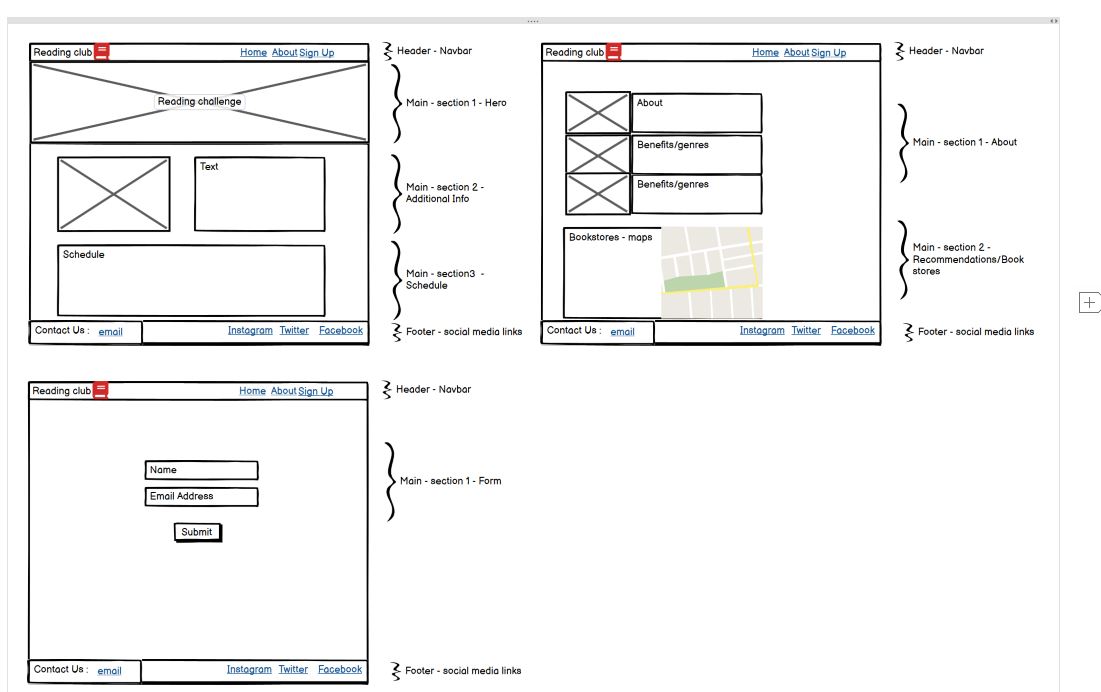 Reading club
Home About Sign Up
Header - Navbar
Reading challenge
Main - section 1 - Hero
Text
Main - section 2 -
Additional Info
Schedule
Main - section3 -
Schedule
Contact Us : email
Instagram Twitter Facebook
Footer - social media links
Reading club
Home About Sign Up
Header - Navbar
About
Benefits/genres
Benefits/genres
Main - section 1 - About
Bookstores - maps
Main - section 2 -
Recommendations/Book
stores
Contact Us : email
Instagram Twitter Facebook
Footer - social media links
Reading club
Home About Sign Up
Header - Navbar
Name
Email Address
Submit
Main - section 1 - Form
Contact Us : email
Instagram Twitter Facebook
Footer - social media links